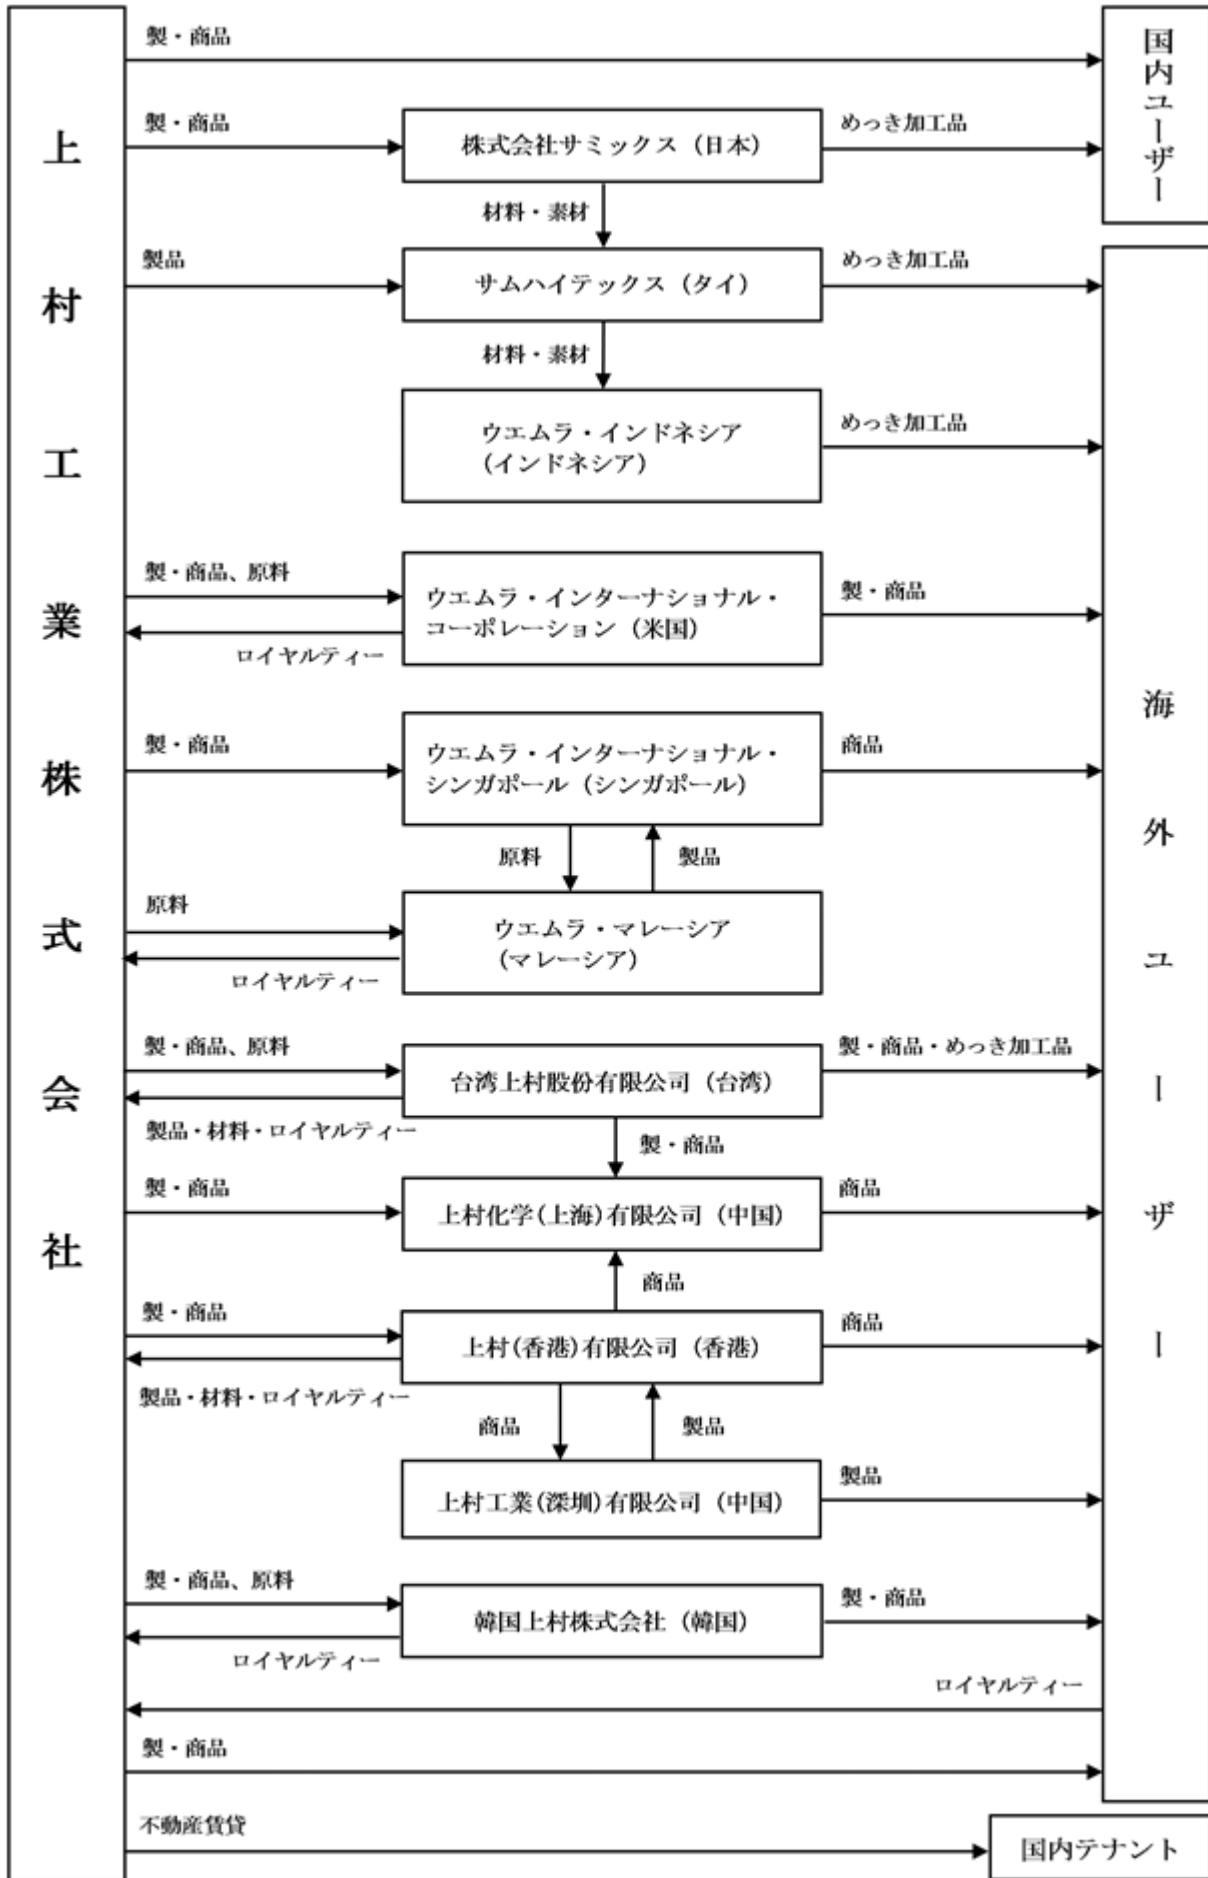 上村工業株式会社
製・商品
国内ユーザー
製・商品
株式会社サミックス（日本）
めっき加工品
材料・素材
製品
サムハイテックス（タイ）
めっき加工品
材料・素材
ウエムラ・インドネシア
(インドネシア）
めっき加工品
製・商品、原料
ウエムラ・インターナショナル・
コーポレーション（米国）
製・商品
ロイヤルティー
海外ユーザー
製・商品
ウエムラ・インターナショナル・
シンガポール（シンガポール）
商品
原料
製品
原料
ウエムラ・マレーシア
(マレーシア）
ロイヤルティー
製・商品、原料
台湾上村股份有限公司（台湾）
製・商品・めっき加工品
製品・材料・ロイヤルティー
製・商品
製・商品
上村化学(上海)有限公司（中国）
商品
商品
製・商品
上村(香港)有限公司（香港）
商品
製品・材料・ロイヤルティー
商品
製品
上村工業(深圳)有限公司（中国）
製品
製・商品、原料
韓国上村株式会社（韓国）
製・商品
ロイヤルティー
ロイヤルティー
製・商品
不動産賃貸
国内テナント